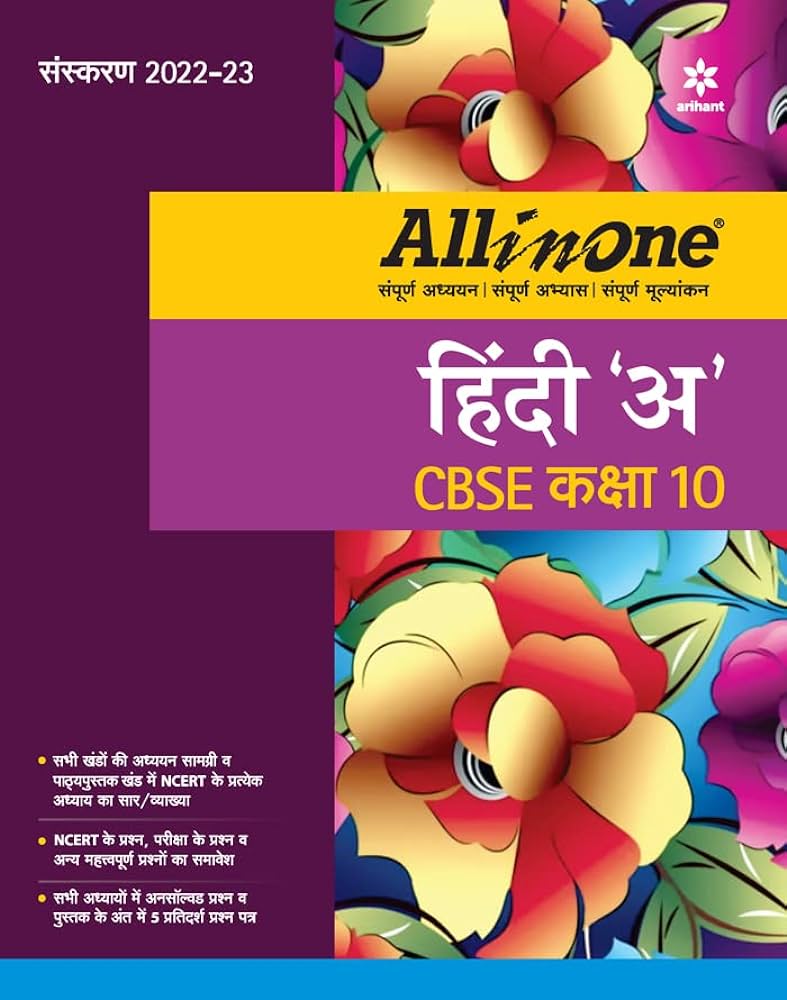 संस्करण 2022-23
arihant
All in one®
संपूर्ण अध्ययन | संपूर्ण अभ्यास | संपूर्ण मूल्यांकन
हिंदी ‘अ’
CBSE कक्षा 10
• सभी खंडों की अध्ययन सामग्री व
पाठ्यपुस्तक खंड में NCERT के प्रत्येक
अध्याय का सार/व्याख्या
• NCERT के प्रश्न, परीक्षा के प्रश्न व
अन्य महत्त्वपूर्ण प्रश्नों का समावेश
• सभी अध्यायों में अनसॉल्वड प्रश्न व
पुस्तक के अंत में 5 प्रतिदर्श प्रश्न पत्र